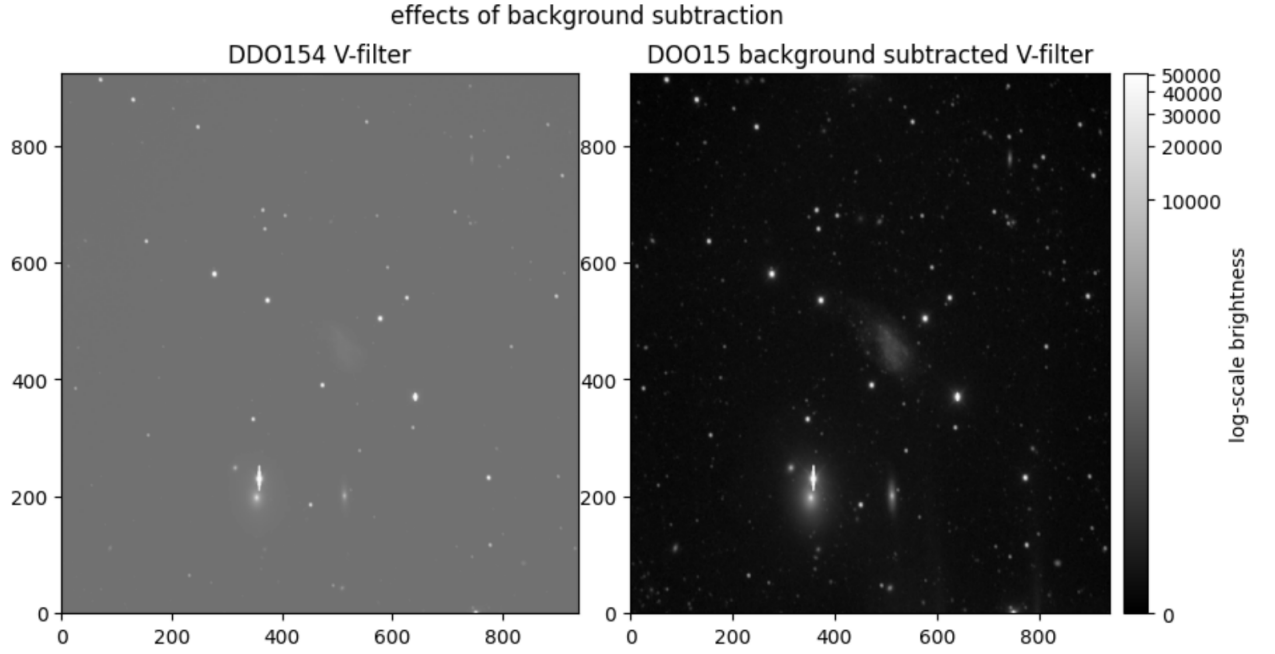 effects of background subtraction
DDO154 V-filter
DOO15 background subtracted V-filter
800
600
400
200
0
0 200 400 600 800
800
600
400
200
0
0 200 400 600 800
50000
40000
30000
20000
10000
0
log-scale brightness